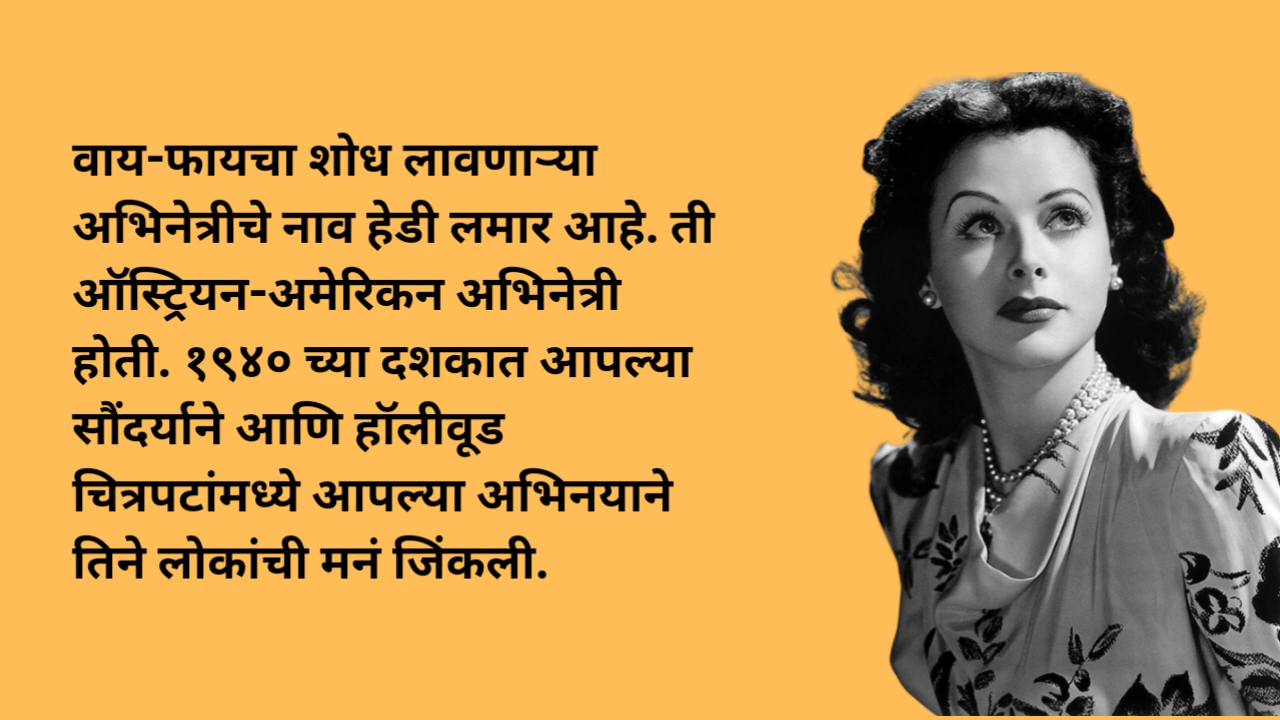 वाय-फायचा शोध लावणाऱ्या
अभिनेत्रीचे नाव हेडी लमार आहे. ती
ऑस्ट्रियन-अमेरिकन अभिनेत्री
होती. १९४० च्या दशकात आपल्या
सौंदर्याने आणि हॉलीवूड
चित्रपटांमध्ये आपल्या अभिनयाने
तिने लोकांची मनं जिंकली.